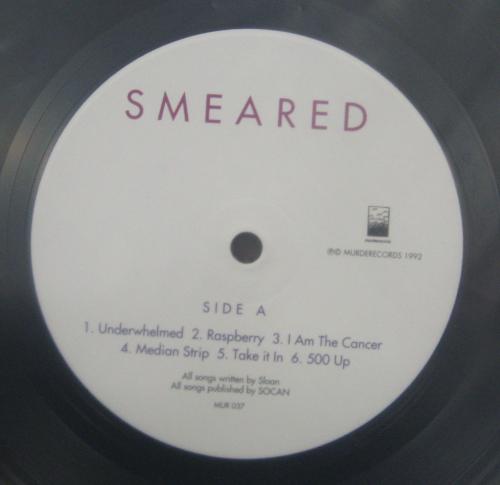 SMEARED
℗© MURDERECORDS 1992
SIDE A
1. Underwhelmed 2. Raspberry 3. I Am The Cancer
4. Median Strip 5. Take it In 6. 500 Up
All songs written by Sloan
All songs published by SOCAN
MUR 037